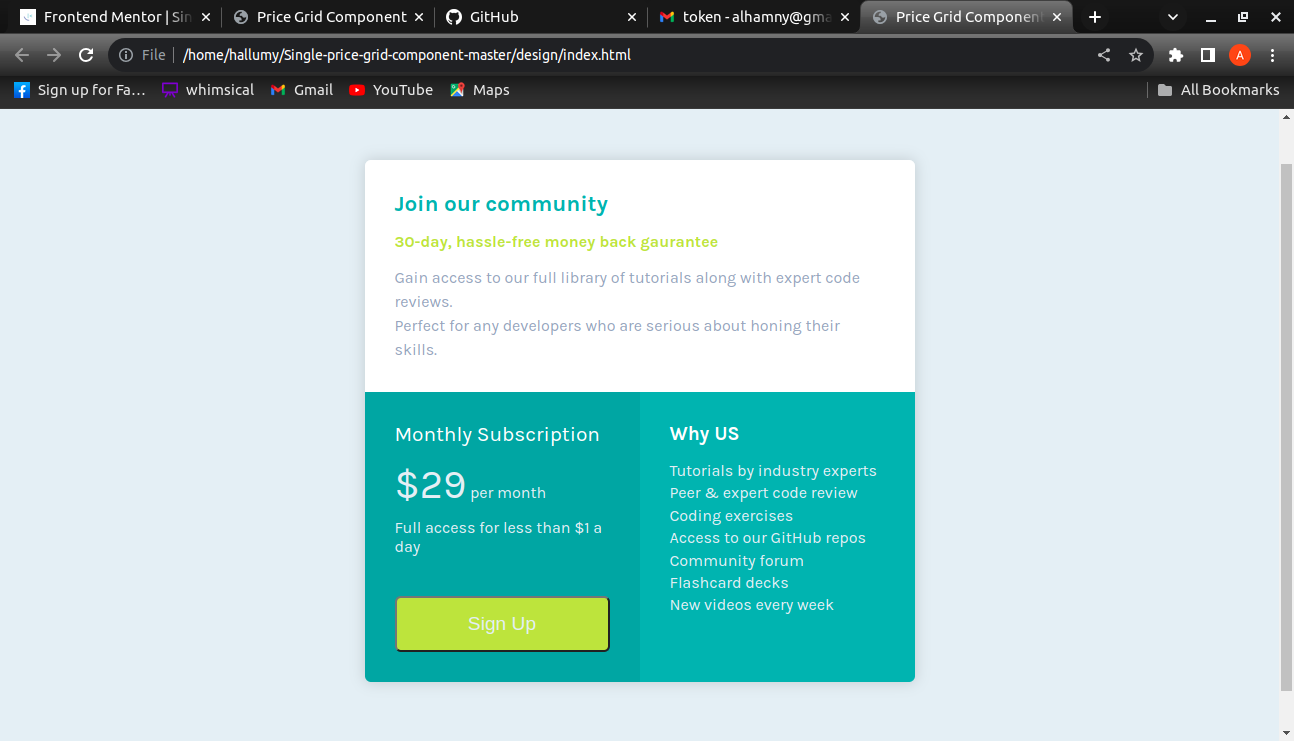 Frontend Mentor | Sin
Price Grid Component
GitHub
token - alhamny@gma
Price Grid Component
File
/home/hallumy/Single-price-grid-component-master/design/index.html
A
Sign up for Fa...
whimsical
Gmail
YouTube
Maps
All Bookmarks
Join our community
30-day, hassle-free money back gaurantee
Gain access to our full library of tutorials along with expert code
reviews.
Perfect for any developers who are serious about honing their
skills.
Monthly Subscription
$29 per month
Full access for less than $1 a
day
Sign Up
Why US
Tutorials by industry experts
Peer & expert code review
Coding exercises
Access to our GitHub repos
Community forum
Flashcard decks
New videos every week